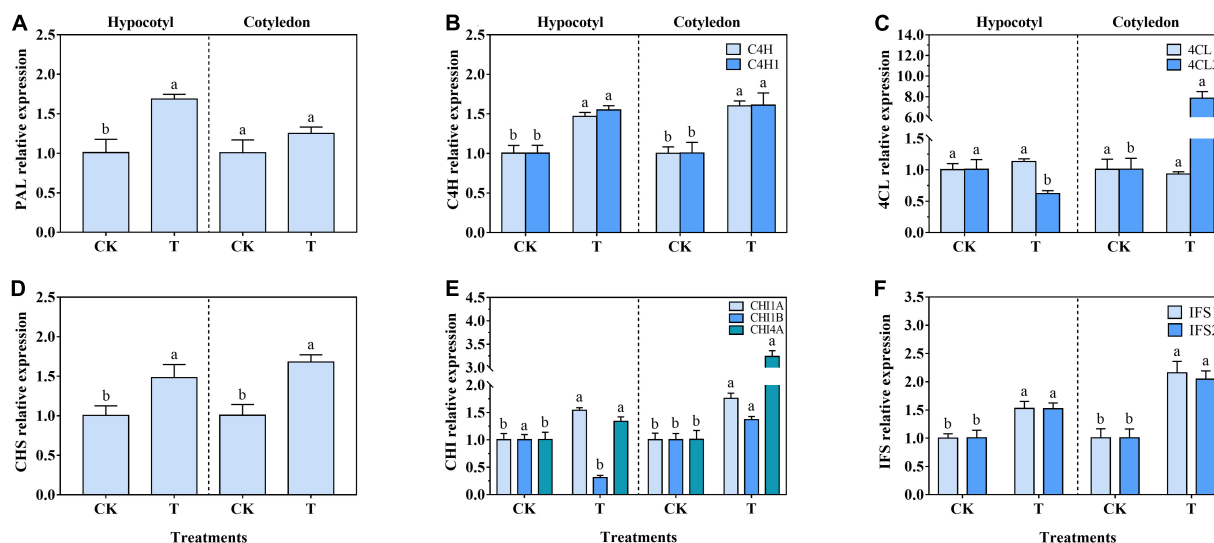 A
Hypocotyl Cotyledon
PAL relative expression
2.5
2.0
1.5
1.0
0.5
0.0
b a a a
CK T CK T
B
Hypocotyl Cotyledon
C4H
C4H1
C4H relative expression
2.5
2.0
1.5
1.0
0.5
0.0
b b a a b b a a
CK T CK T
C
Hypocotyl Cotyledon
4CL
4CL3
4CL relative expression
14.0
12.0
10.0
8.0
6.0
4.0
1.5
1.0
0.5
0.0
a a a b a b a a
CK T CK T
D
CHS relative expression
2.5
2.0
1.5
1.0
0.5
0.0
b a b a
CK T CK T
Treatments
E
CHI1A
CHI1B
CHI4A
CHI relative expression
4.5
3.75
3.25
2.0
1.5
1.0
0.5
0.0
b a b a b a b b b a a a
CK T CK T
Treatments
F
IFS1
IFS2
IFS relative expression
3.5
3.0
2.5
2.0
1.5
1.0
0.5
0.0
b b a a b b a a
CK T CK T
Treatments